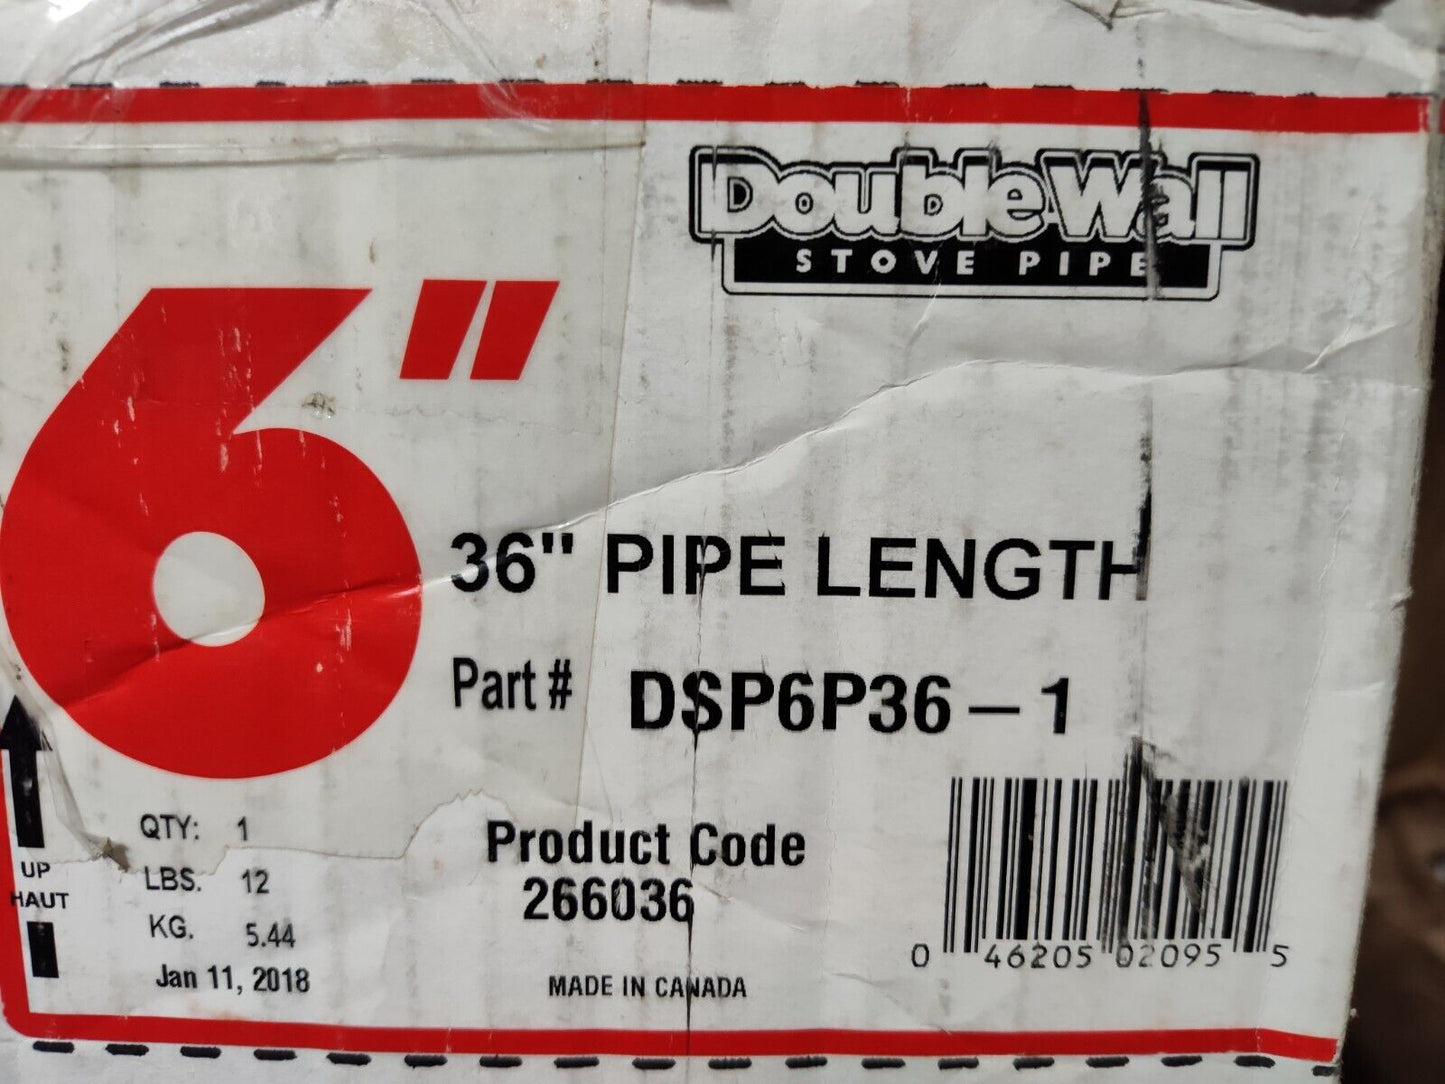 DoubleWall
STOVE PIPE
6"
36" PIPE LENGTH
Part # DSP6P36-1
QTY: 1
LBS. 12
KG. 5.44
Jan 11, 2018
UP
HAUT
Product Code
266036
MADE IN CANADA
0 46205 02095 5